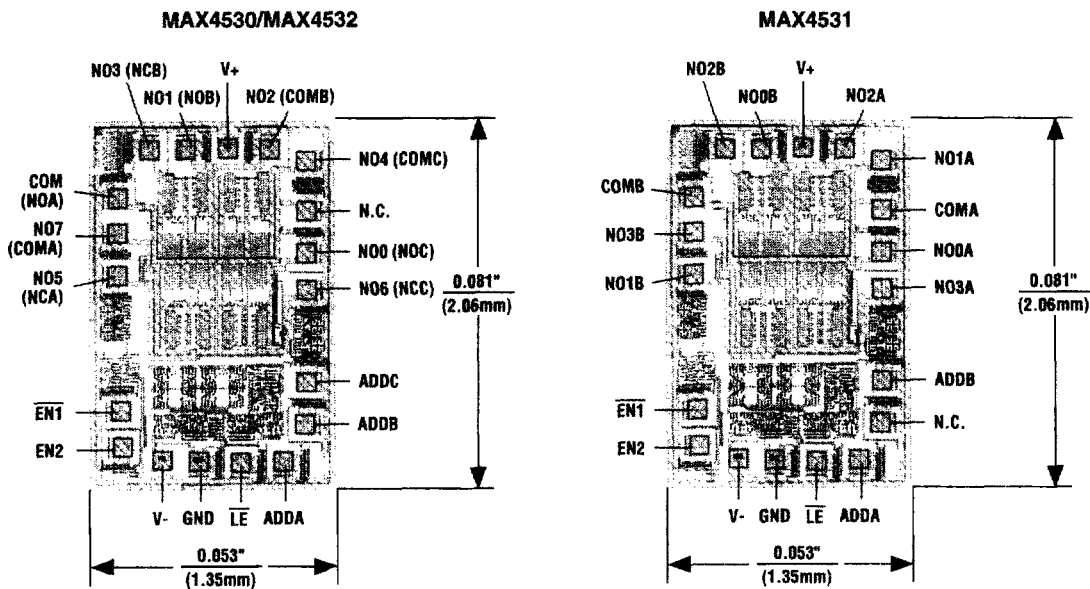 MAX4530/MAX4532
NO3 (NCB)
V+
NO1 (NOB)
NO2 (COMB)
NO4 (COMC)
COM
(NOA)
N.C.
NO7
(COMA)
NO0 (NOC)
NO5
(NCA)
NO6 (NCC)
0.081"
(2.06mm)
ADDC
EN1
ADDB
EN2
V-
GND
LE
ADDA
0.053"
(1.35mm)
MAX4531
NO2B
V+
NO0B
NO2A
NO1A
COMB
COMA
NO3B
NO0A
NO1B
NO3A
0.081"
(2.06mm)
ADDB
EN1
N.C.
EN2
V-
GND
LE
ADDA
0.053"
(1.35mm)